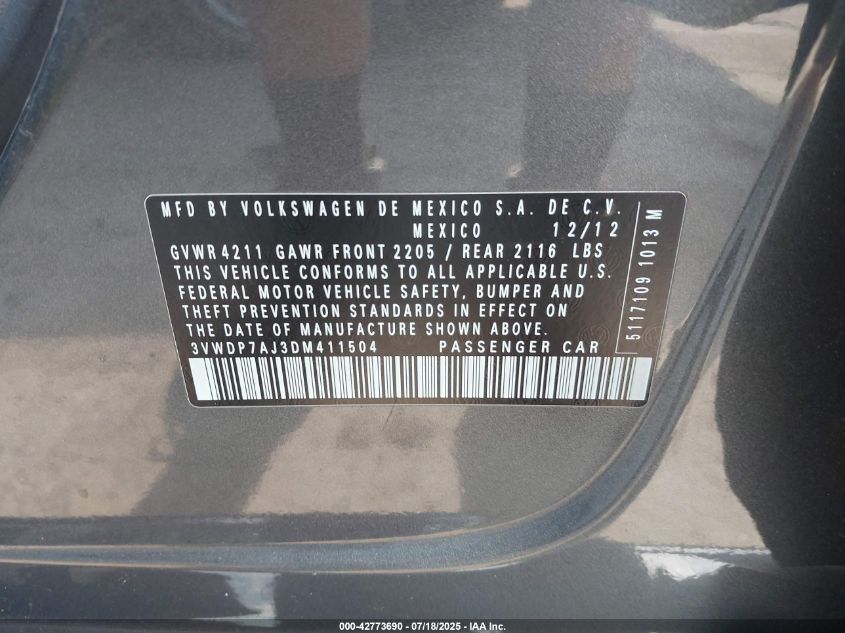 MFD BY VOLKSWAGEN DE MEXICO S.A. DE C.V.
MEXICO 12/12
GVWR 4211 GAWR FRONT 2205 / REAR 2116 LBS
THIS VEHICLE CONFORMS TO ALL APPLICABLE U.S.
FEDERAL MOTOR VEHICLE SAFETY, BUMPER AND
THEFT PREVENTION STANDARDS IN EFFECT ON
THE DATE OF MANUFACTURE SHOWN ABOVE.
3VWDP7AJ3DM411504 PASSENGER CAR
5117109 1013 M
000-42773690 - 07/18/2025 - IAA Inc.